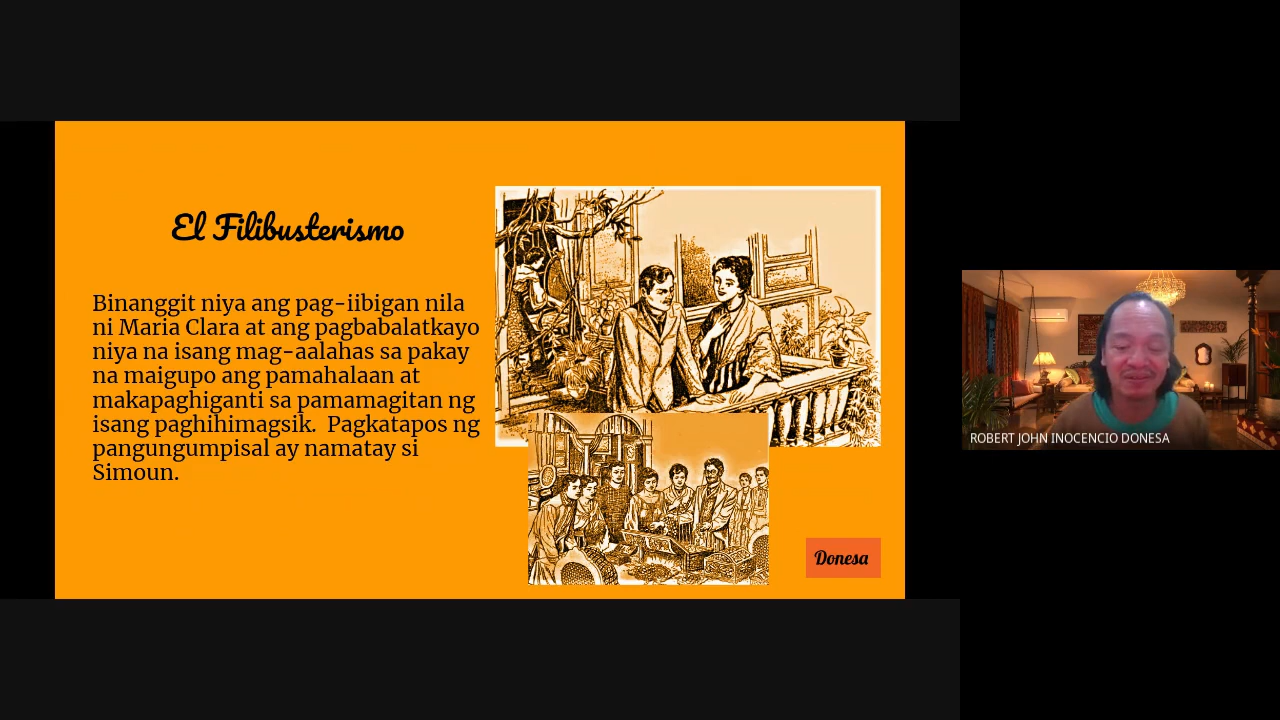 El Filibusterismo
Binanggit niya ang pag-iibigan nila
ni Maria Clara at ang pagbabalatkayo
niya na isang mag-aalahas sa pakay
na maigupo ang pamahalaan at
makapaghiganti sa pamamagitan ng
isang paghihimagsik.  Pagkatapos ng
pangungumpisal ay namatay si
Simoun.
Donesa
ROBERT JOHN INOCENCIO DONESA